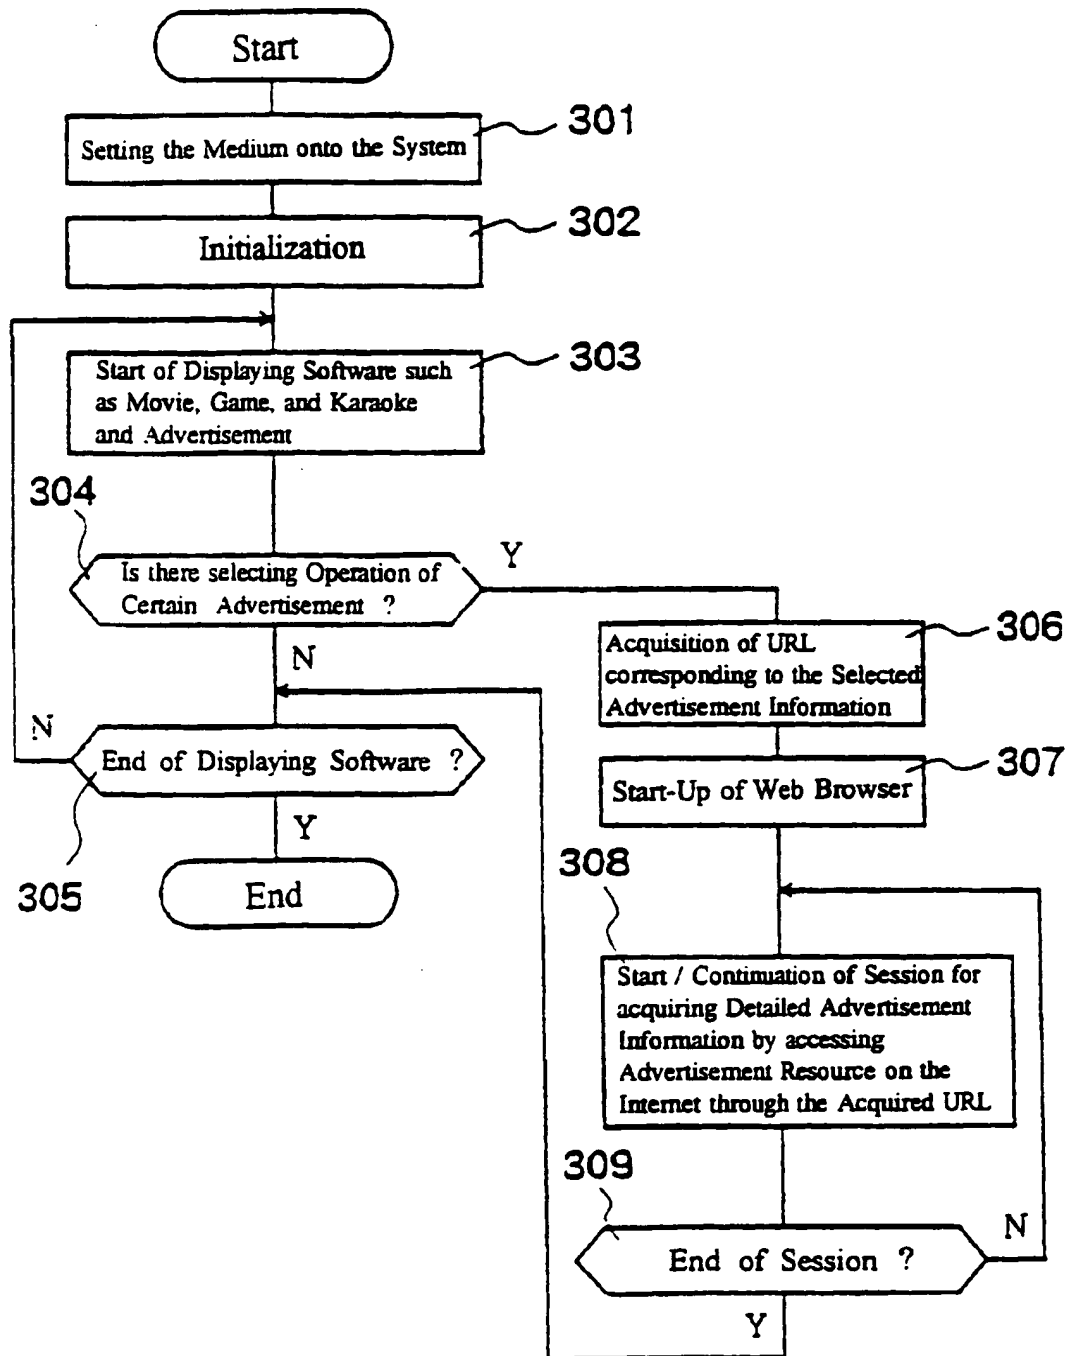 Start
301
Setting the Medium onto the System
302
Initialization
303
Start of Displaying Software such
as Movie, Game, and Karaoke
and Advertisement
304
Is there selecting Operation of
Certain Advertisement ?
Y
N
306
Acquisition of URL
corresponding to the Selected
Advertisement Information
N
End of Displaying Software ?
305
Y
End
307
Start-Up of Web Browser
308
Start / Continuation of Session for
acquiring Detailed Advertisement
Information by accessing
Advertisement Resource on the
Internet through the Acquired URL
309
End of Session ?
N
Y